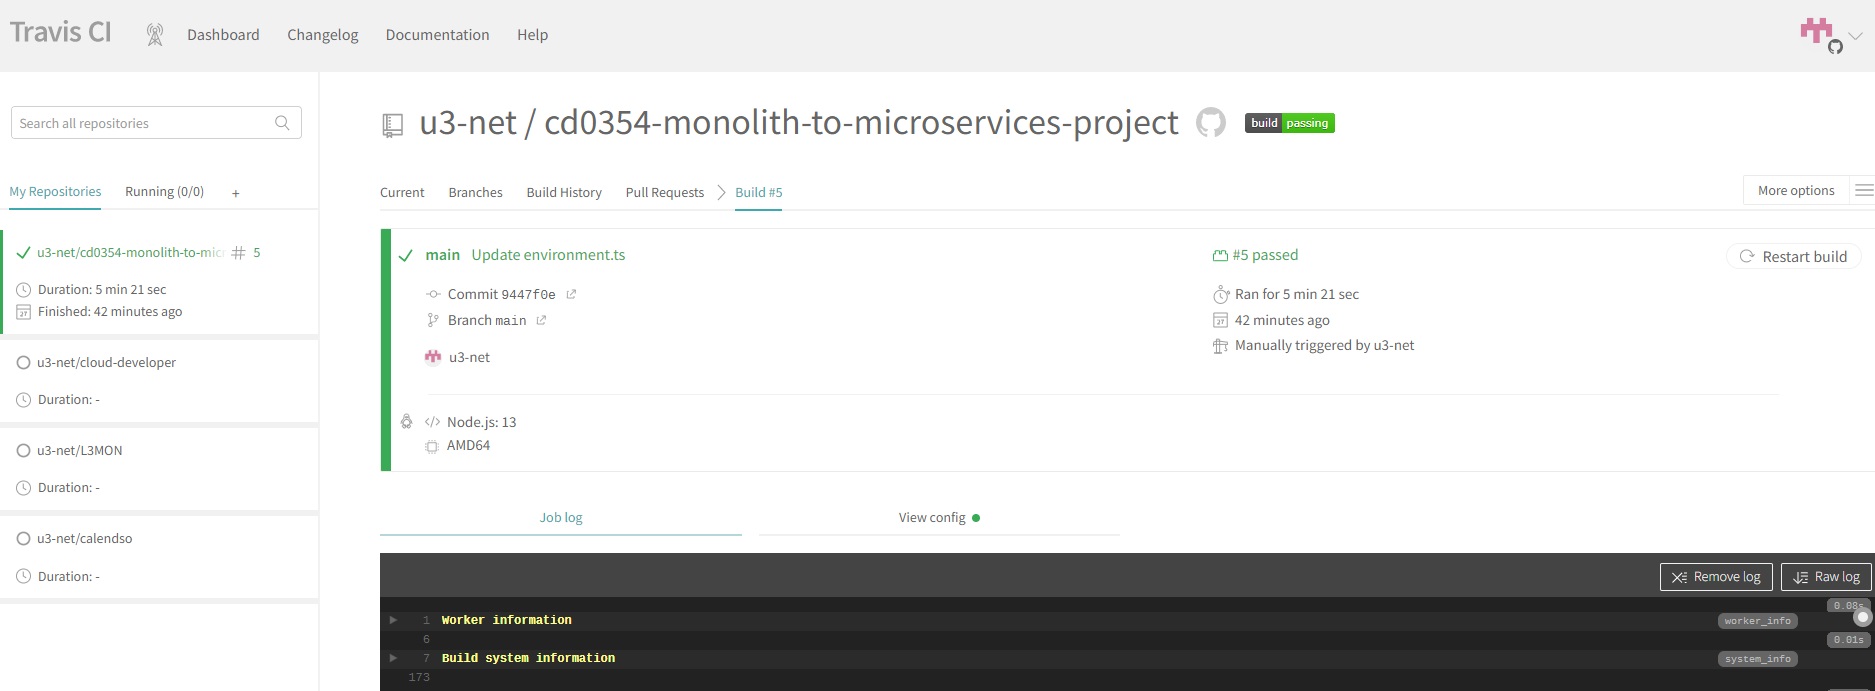 Travis CI
Dashboard
Changelog
Documentation
Help
Search all repositories
My Repositories
Running (0/0)
+
u3-net/cd0354-monolith-to-mic
# 5
Duration: 5 min 21 sec
Finished: 42 minutes ago
u3-net/cloud-developer
Duration: -
u3-net/L3MON
Duration: -
u3-net/calendso
Duration: -
u3-net / cd0354-monolith-to-microservices-project
build passing
Current
Branches
Build History
Pull Requests
Build #5
More options
main Update environment.ts
Commit 9447f0e
Branch main
u3-net
#5 passed
Ran for 5 min 21 sec
42 minutes ago
Manually triggered by u3-net
Restart build
Node.js: 13
AMD64
Job log
View config
Remove log
Raw log
0.08s
1 Worker information
worker_info
6
0.01s
7 Build system information
system_info
173